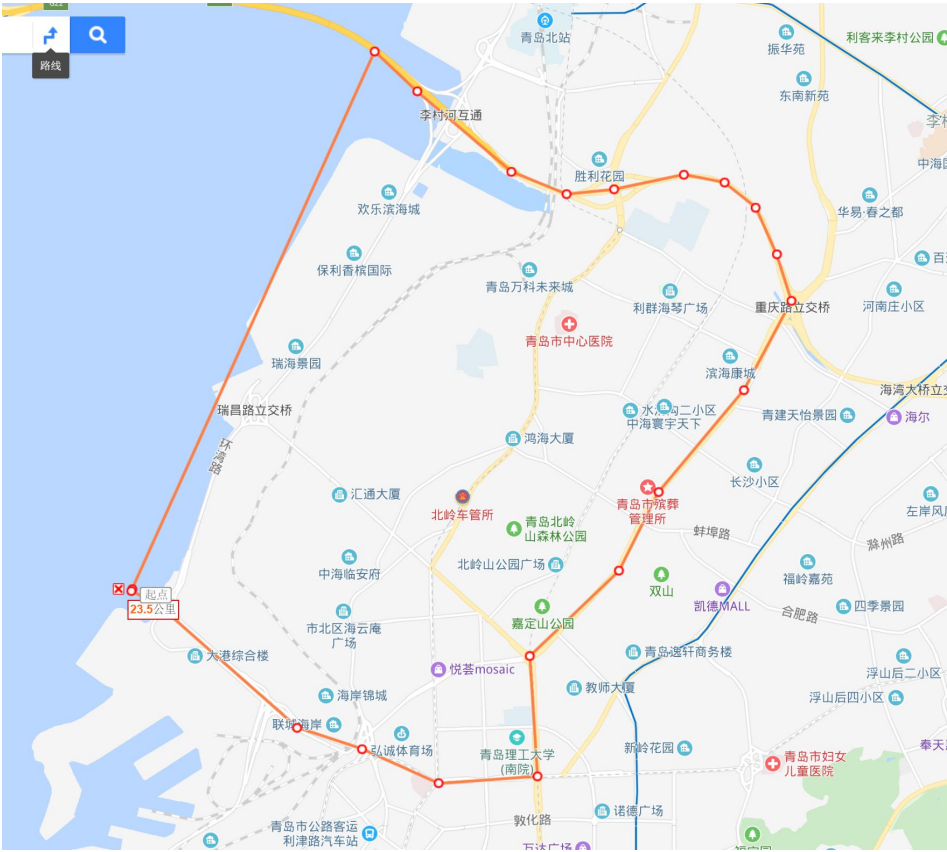 G22
路线
青岛北站
振华苑
利客来李村公园
东南新苑
李村河互通
中海国
胜利花园
欢乐滨海城
华易·春之都
保利香槟国际
青岛万科未来城
利群海琴广场
重庆路立交桥
河南庄小区
青岛市中心医院
瑞海景园
滨海康城
海湾大桥立交
瑞昌路立交桥
中海寰宇天下
青建天怡景园
海尔
环湾路
鸿海大厦
长沙小区
汇通大厦
北岭车管所
青岛市殡葬
管理所
左岸风
青岛北岭
山森林公园
蚌埠路
滁州路
北岭山公园广场
中海临安府
双山
福岭嘉苑
起点
23.5公里
凯德MALL
合肥路
四季景园
嘉定山公园
市北区海云庵
广场
大港综合楼
青岛逸轩商务楼
浮山后二小区
悦荟mosaic
教师大厦
浮山后四小区
海岸锦城
联城海岸
弘诚体育场
青岛理工大学
(南院)
新岭花园
青岛市妇女
儿童医院
奉天
诺德广场
敦化路
青岛市公路客运
利津路汽车站
万达广场